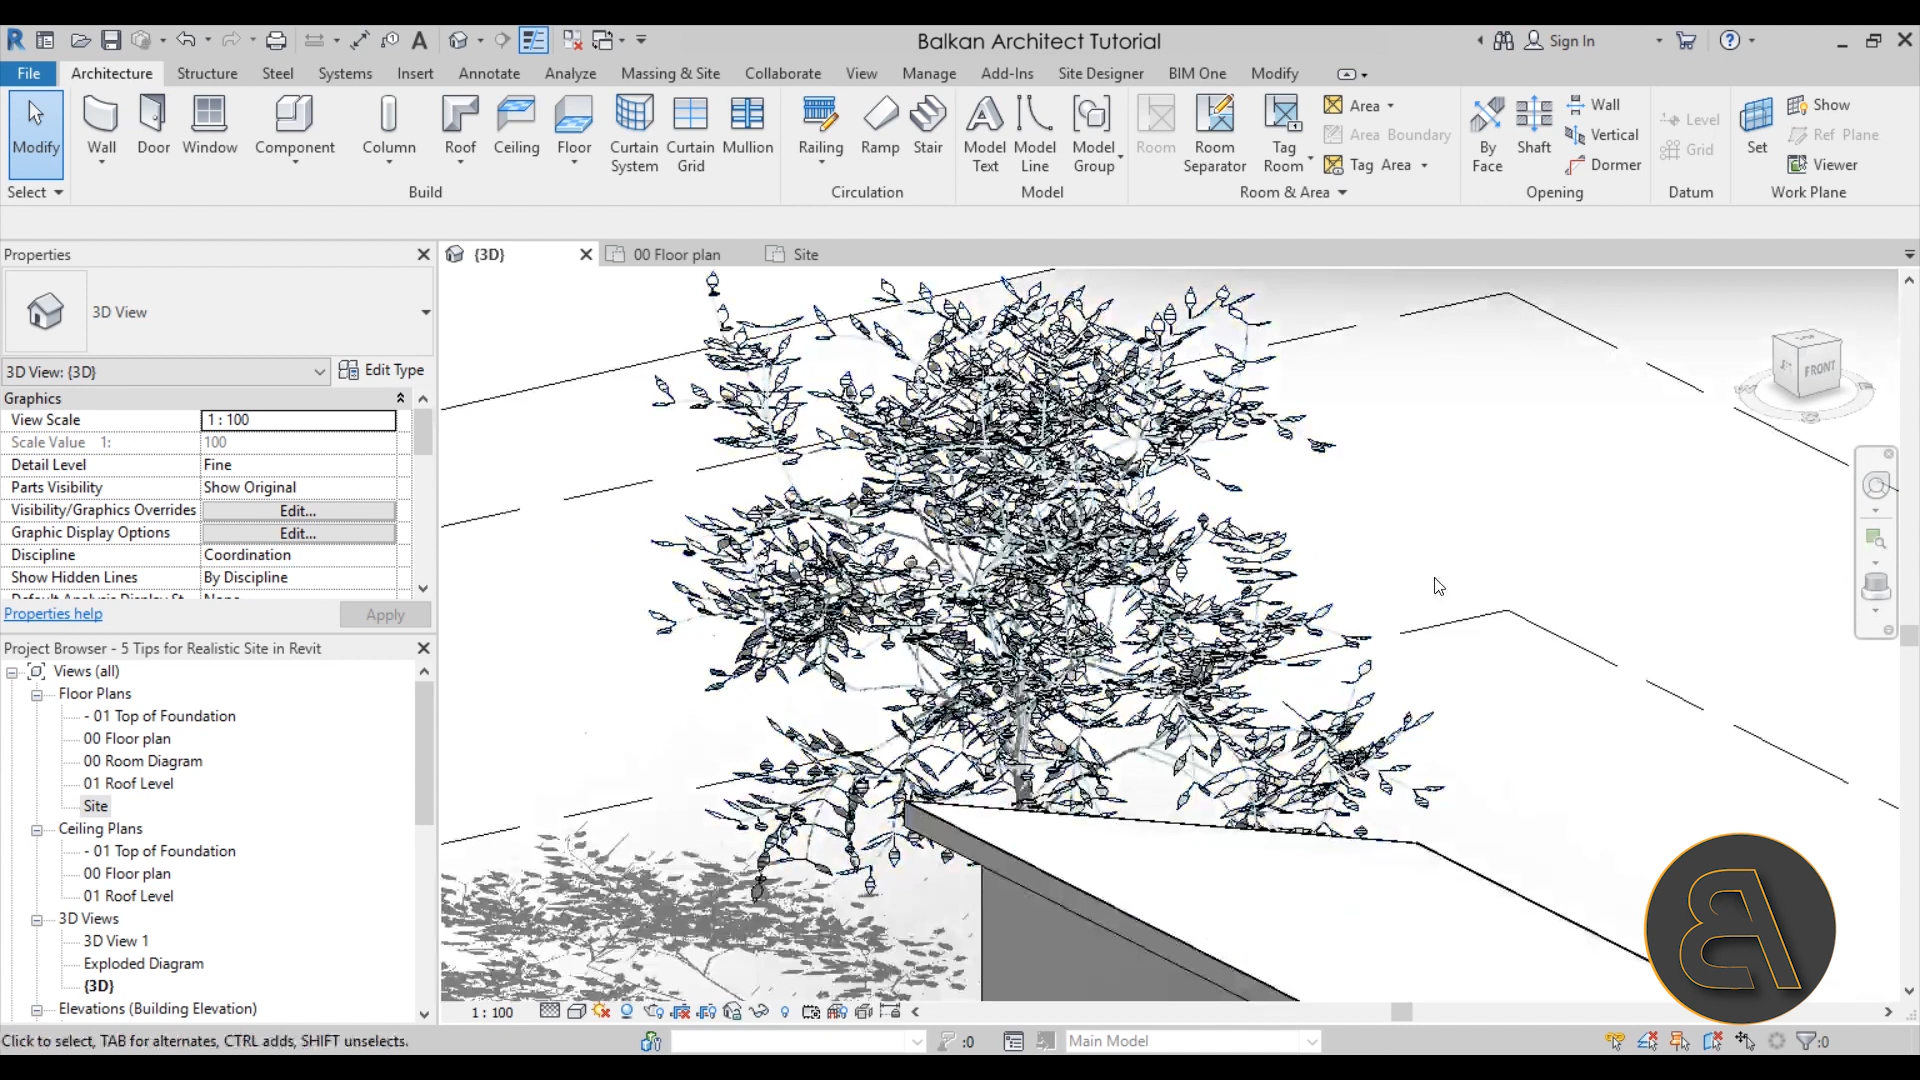 Balkan Architect Tutorial
Sign In
File Architecture Structure Steel Systems Insert Annotate Analyze Massing & Site Collaborate View Manage Add-Ins Site Designer BIM One Modify
Modify
Wall
Door
Window
Component
Column
Roof
Ceiling
Floor
Curtain System
Curtain Grid
Mullion
Railing
Ramp
Stair
Model Text
Model Line
Model Group
Room
Room Separator
Tag Room
Area
Area Boundary
Tag Area
By Face
Shaft
Wall
Vertical
Dormer
Level
Grid
Set
Show
Ref Plane
Viewer
Select
Build
Circulation
Model
Room & Area
Opening
Datum
Work Plane
Properties
{3D}
00 Floor plan
Site
3D View
3D View: {3D}
Edit Type
Graphics
View Scale 1 : 100
Scale Value 1: 100
Detail Level Fine
Parts Visibility Show Original
Visibility/Graphics Overrides Edit...
Graphic Display Options Edit...
Discipline Coordination
Show Hidden Lines By Discipline
Properties help
Apply
Project Browser - 5 Tips for Realistic Site in Revit
Views (all)
Floor Plans
- 01 Top of Foundation
00 Floor plan
00 Room Diagram
01 Roof Level
Site
Ceiling Plans
- 01 Top of Foundation
00 Floor plan
01 Roof Level
3D Views
3D View 1
Exploded Diagram
{3D}
Elevations (Building Elevation)
FRONT
1 : 100
Click to select, TAB for alternates, CTRL adds, SHIFT unselects.
:0
Main Model
:0